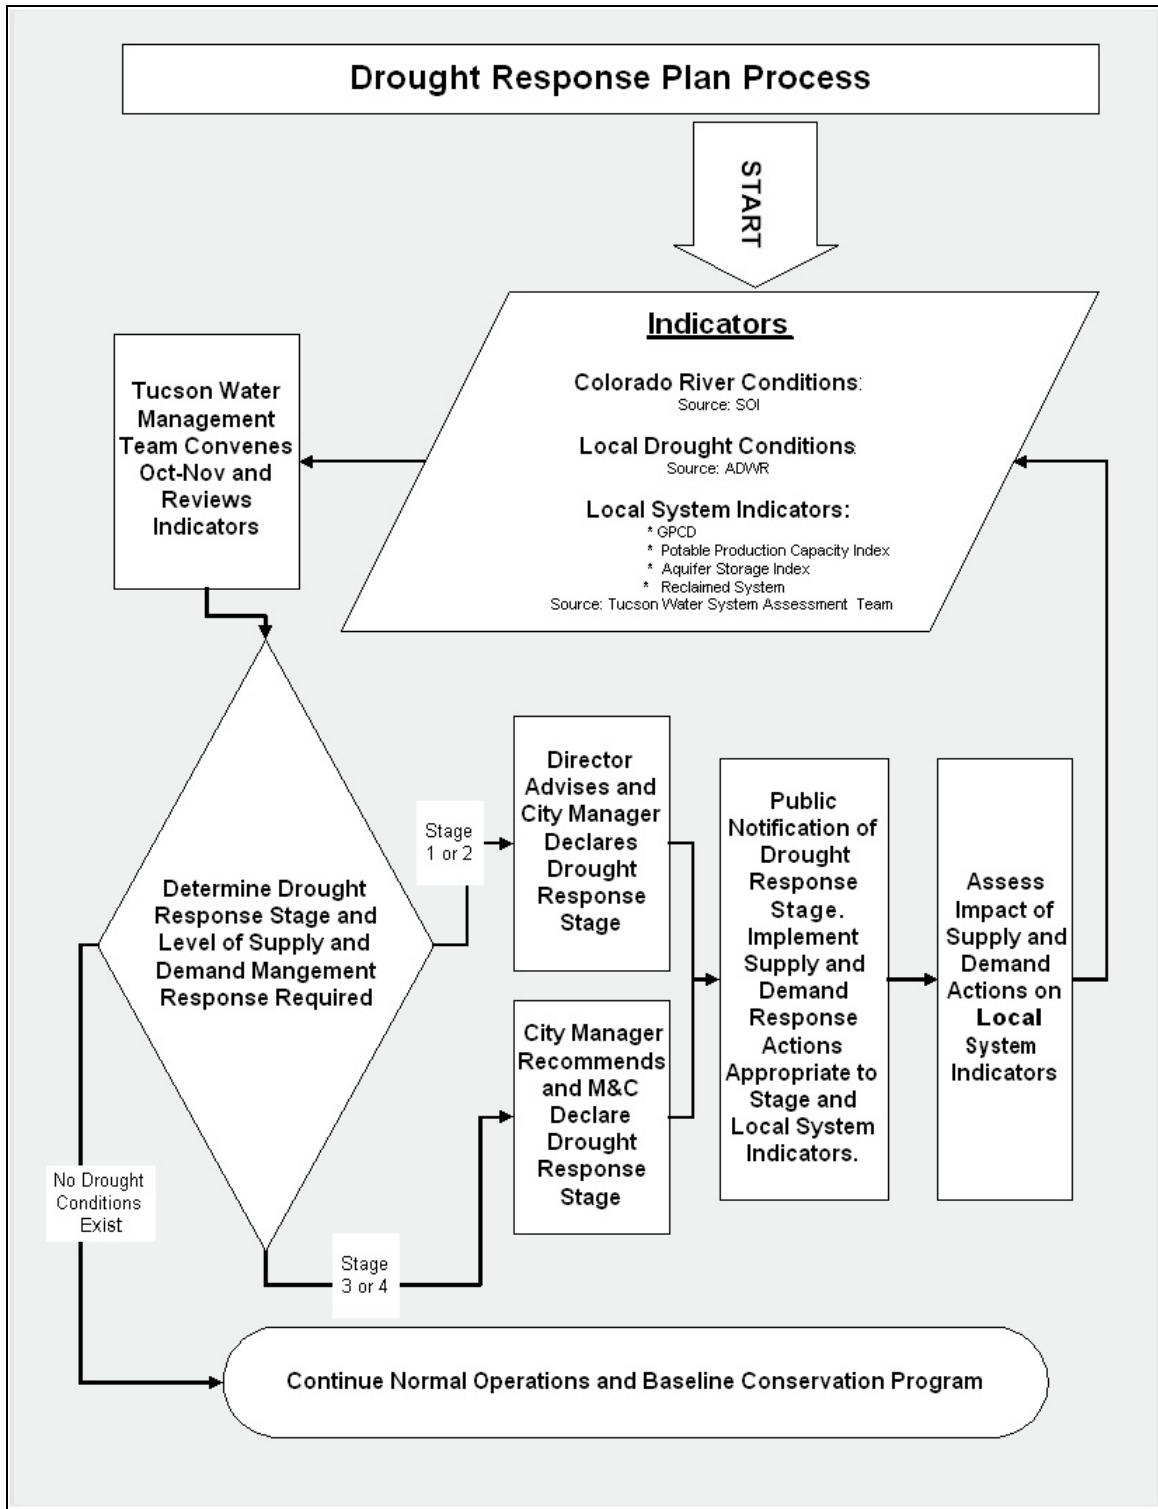 Drought Response Plan Process
START
Indicators
Colorado River Conditions:
Source: SOI
Local Drought Conditions
Source: ADWR
Local System Indicators:
* GPCD
* Potable Production Capacity Index
* Aquifer Storage Index
* Reclaimed System
Source: Tucson Water System Assessment Team
Tucson Water
Management
Team Convenes
Oct-Nov and
Reviews
Indicators
Determine Drought
Response Stage and
Level of Supply and
Demand Mangement
Response Required
Stage
1 or 2
Director
Advises and
City Manager
Declares
Drought
Response
Stage
City Manager
Recommends
and M&C
Declare
Drought
Response
Stage
Public
Notification of
Drought
Response
Stage.
Implement
Supply and
Demand
Response
Actions
Appropriate to
Stage and
Local System
Indicators.
Assess
Impact of
Supply and
Demand
Actions on
Local
System
Indicators
No Drought
Conditions
Exist
Stage
3 or 4
Continue Normal Operations and Baseline Conservation Program